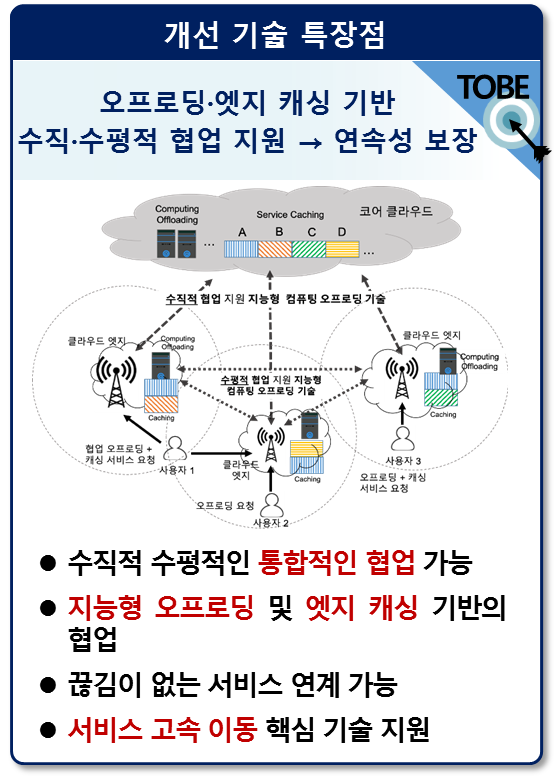 개선 기술 특장점
TOBE
오프로딩·엣지 캐싱 기반
수직·수평적 협업 지원 → 연속성 보장
Computing
Offloading
Service Caching
코어 클라우드
A B C D
...
...
수직적 협업 지원 지능형 컴퓨팅 오프로딩 기술
클라우드 엣지
Computing
Offloading
Caching
수평적 협업 지원 지능형
컴퓨팅 오프로딩 기술
클라우드 엣지
Computing
Offloading
Caching
협업 오프로딩 +
캐싱 서비스 요청
사용자 1
클라우드
엣지
Caching
오프로딩 요청
사용자 2
사용자 3
오프로딩 + 캐싱
서비스 요청
● 수직적 수평적인 통합적인 협업 가능
● 지능형 오프로딩 및 엣지 캐싱 기반의
협업
● 끊김이 없는 서비스 연계 가능
● 서비스 고속 이동 핵심 기술 지원